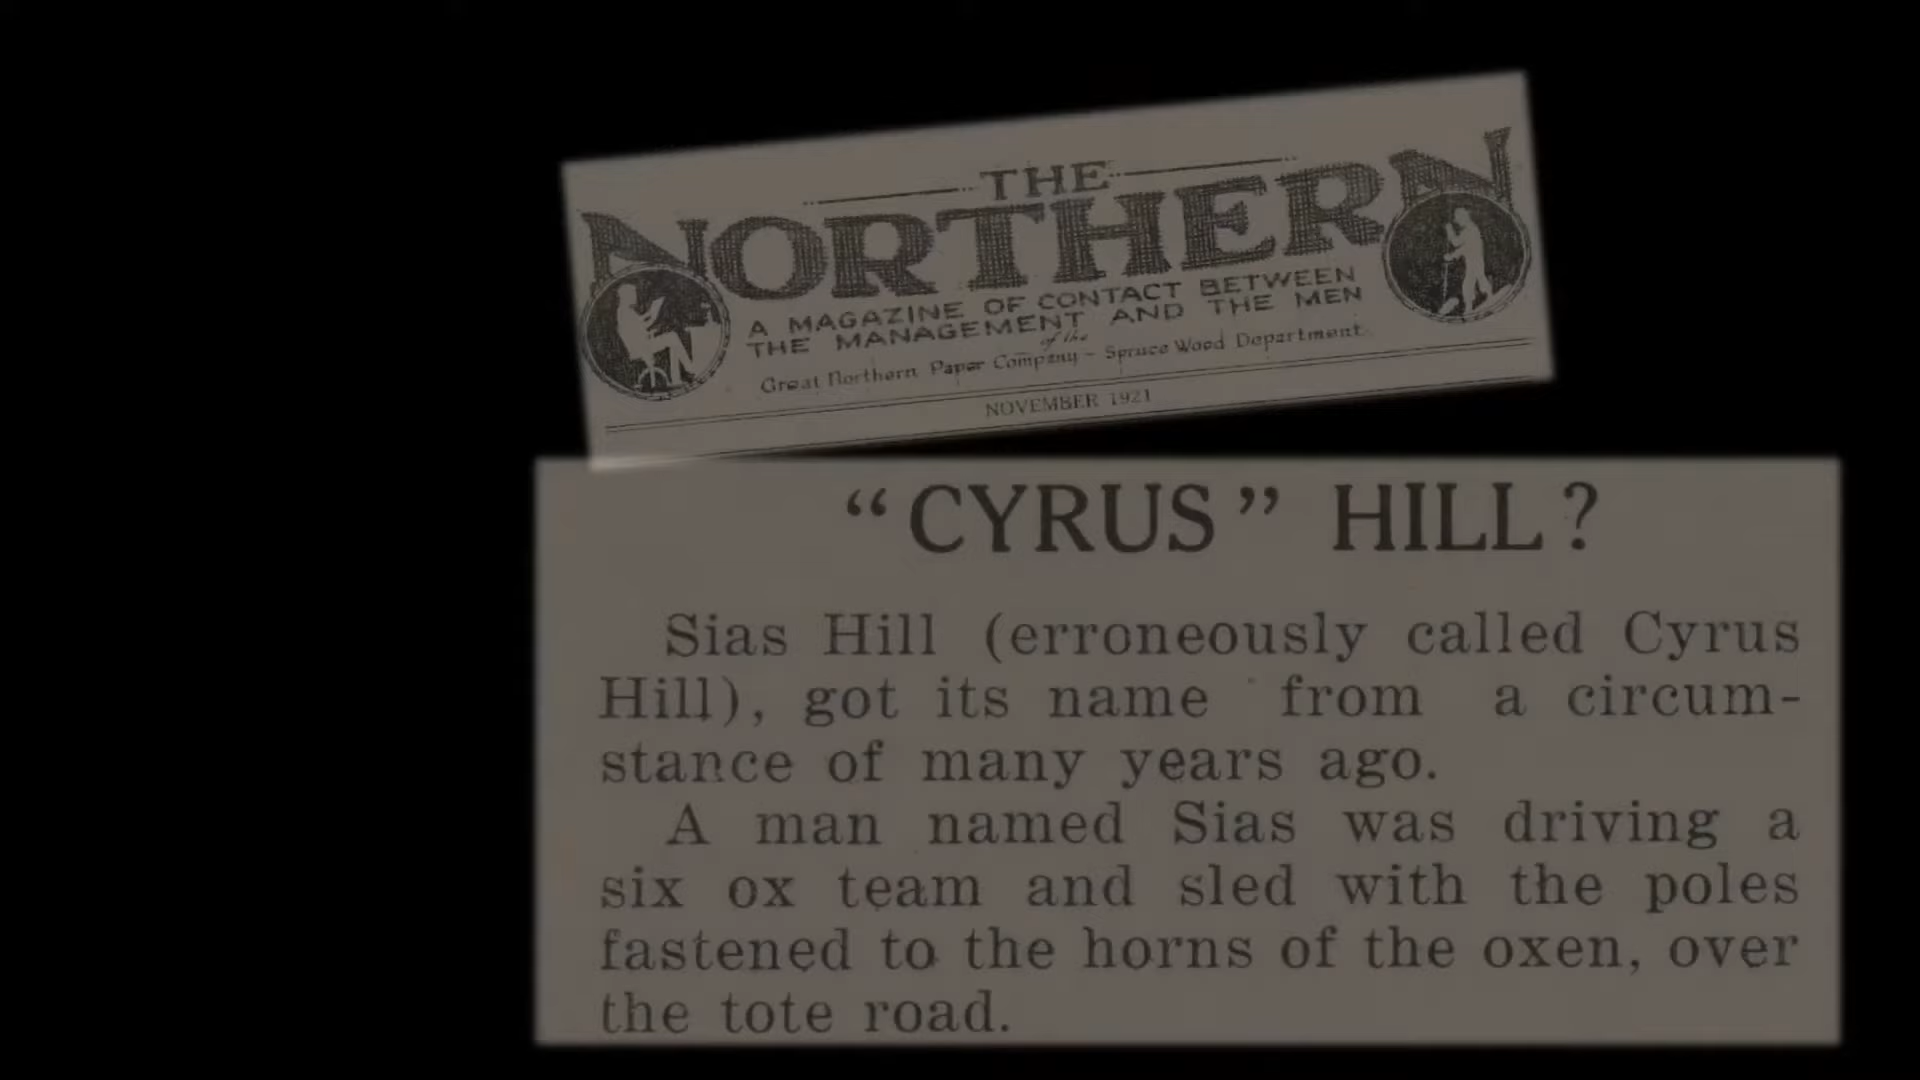 THE
NORTHERN
A MAGAZINE OF CONTACT BETWEEN
THE MANAGEMENT AND THE MEN
of the
Great Northern Paper Company - Spruce Wood Department
NOVEMBER 1921
“CYRUS” HILL?
Sias Hill (erroneously called Cyrus
Hill), got its name from a circum-
stance of many years ago.
A man named Sias was driving a
six ox team and sled with the poles
fastened to the horns of the oxen, over
the tote road.